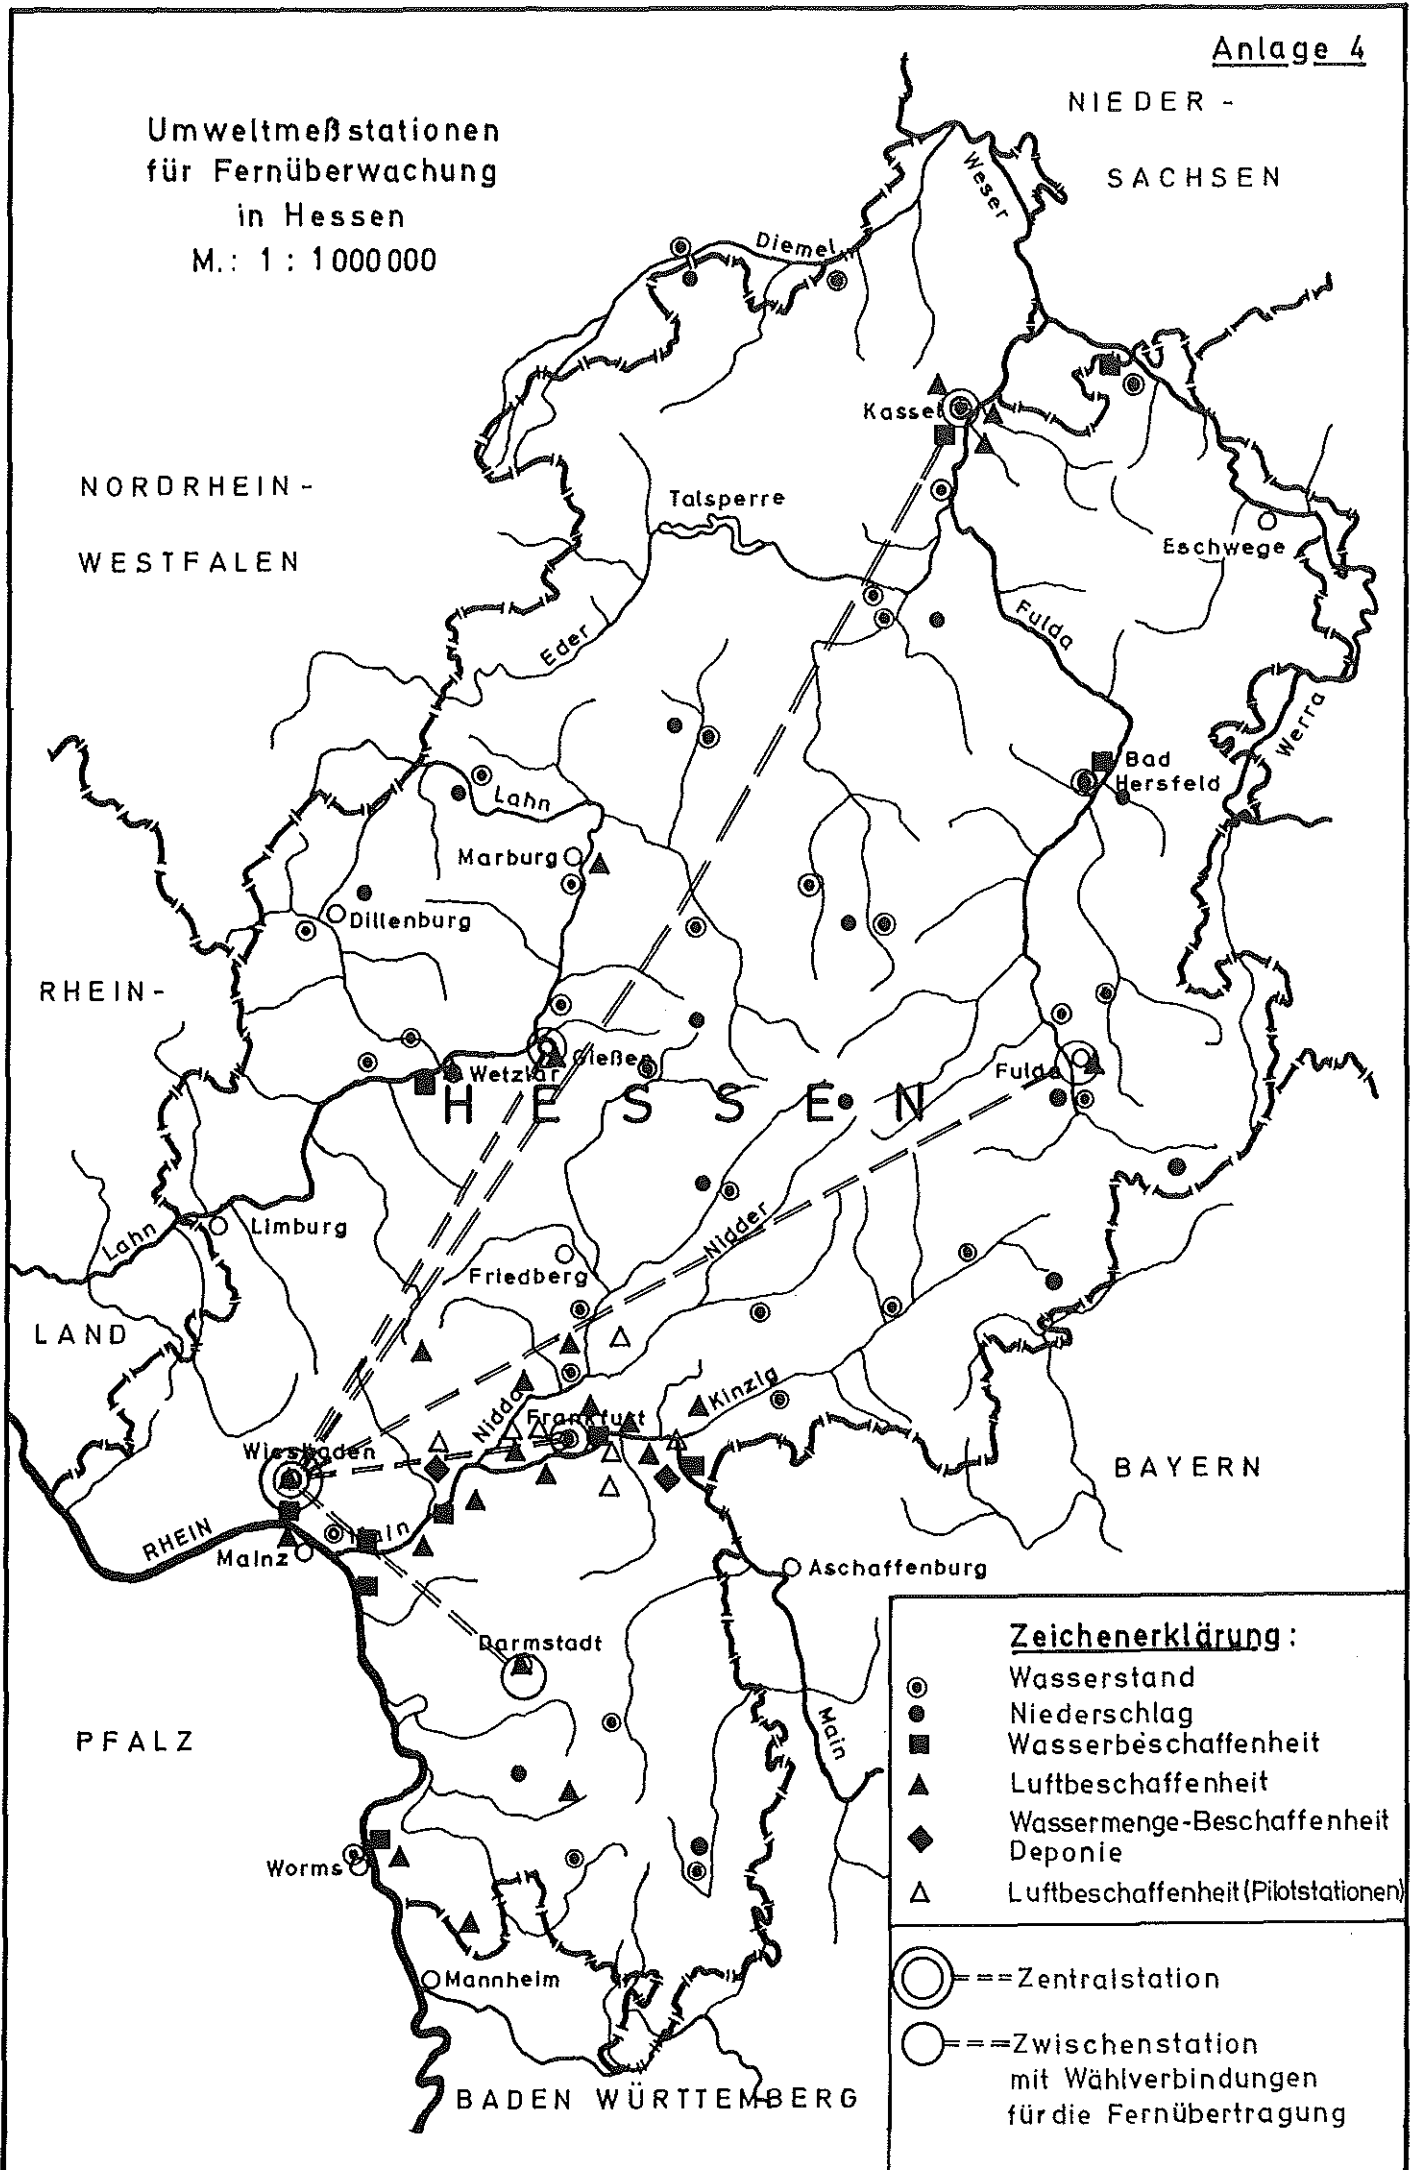 Anlage 4
Umweltmeßstationen
für Fernüberwachung
in Hessen
M.: 1 : 1000000
NIEDER -
SACHSEN
Weser
Diemel
Kassel
NORDRHEIN -
WESTFALEN
Talsperre
Eschwege
Fulda
Eder
Werra
Bad
Hersfeld
Lahn
Marburg
Dillenburg
RHEIN -
Gießen
Wetzlar
Fulda
HESSEN
Limburg
Lahn
Nidder
Friedberg
LAND
Kinzig
Nidda
Frankfurt
Wiesbaden
BAYERN
RHEIN
Main
Mainz
Aschaffenburg
Darmstadt
PFALZ
Main
Worms
Mannheim
BADEN WÜRTTEMBERG
Zeichenerklärung:
Wasserstand
Niederschlag
Wasserbeschaffenheit
Luftbeschaffenheit
Wassermenge-Beschaffenheit
Deponie
Luftbeschaffenheit (Pilotstationen)
Zentralstation
Zwischenstation
mit Wählverbindungen
für die Fernübertragung